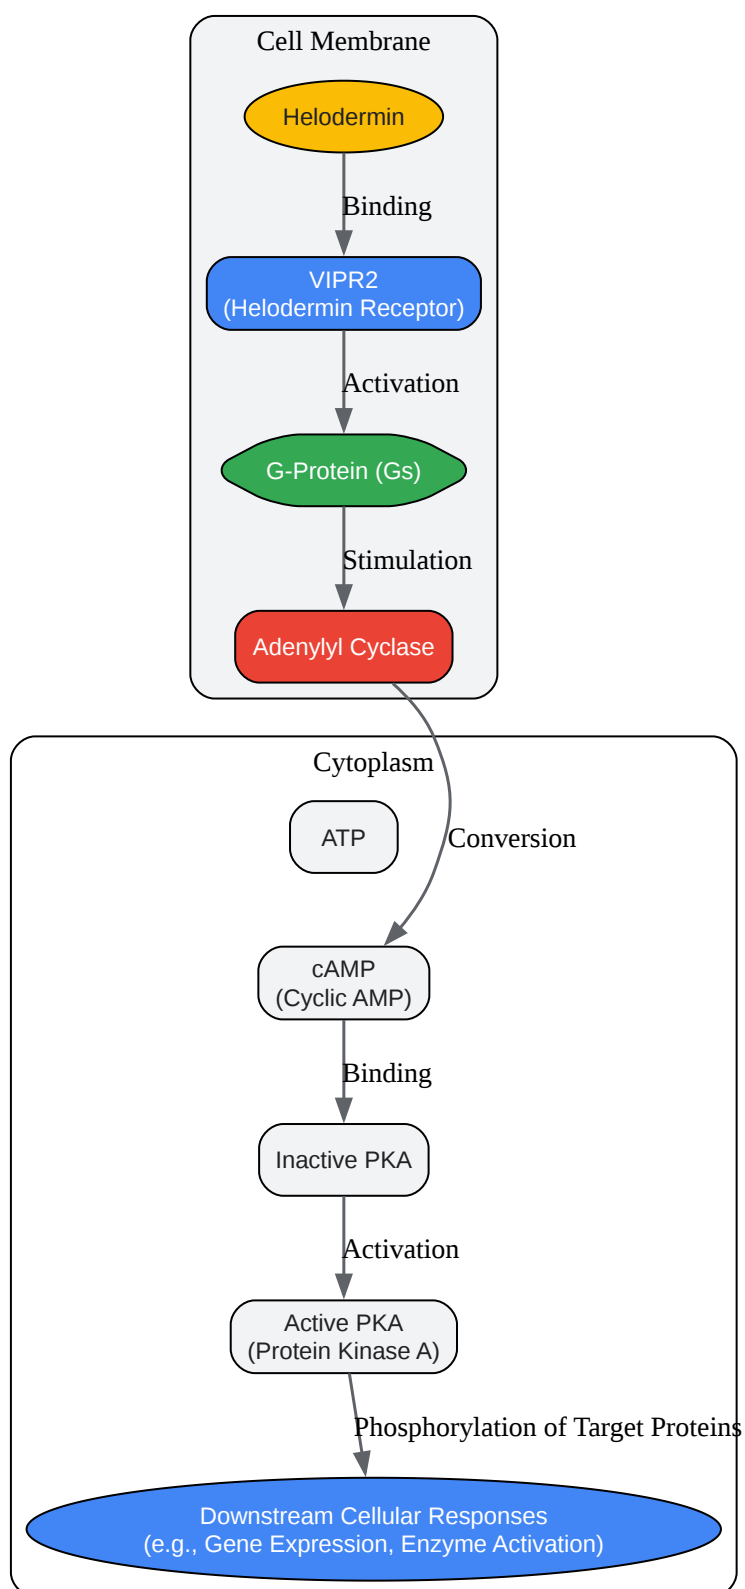 Cell Membrane
Helodermin
Binding
VIPR2
(Helodermin Receptor)
Activation
G-Protein (Gs)
Stimulation
Adenylyl Cyclase
Cytoplasm
ATP
Conversion
cAMP
(Cyclic AMP)
Binding
Inactive PKA
Activation
Active PKA
(Protein Kinase A)
Phosphorylation of Target Proteins
Downstream Cellular Responses
(e.g., Gene Expression, Enzyme Activation)